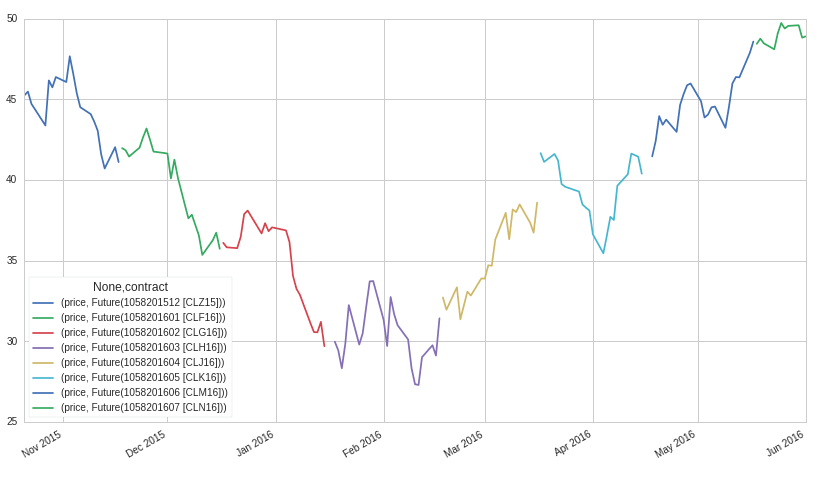 50
45
40
35
30
25
None,contract
(price, Future(1058201512 [CLZ15]))
(price, Future(1058201601 [CLF16]))
(price, Future(1058201602 [CLG16]))
(price, Future(1058201603 [CLH16]))
(price, Future(1058201604 [CLJ16]))
(price, Future(1058201605 [CLK16]))
(price, Future(1058201606 [CLM16]))
(price, Future(1058201607 [CLN16]))
Nov 2015
Dec 2015
Jan 2016
Feb 2016
Mar 2016
Apr 2016
May 2016
Jun 2016